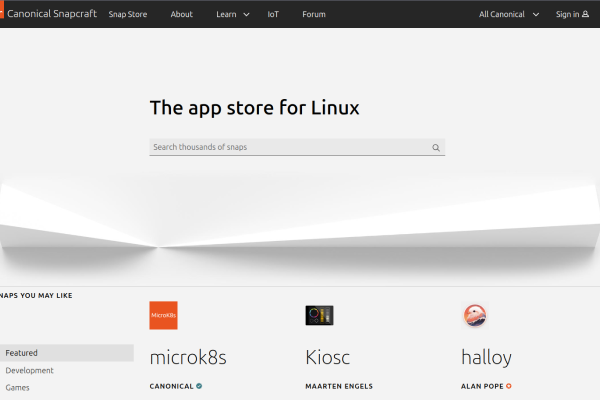 Canonical Snapcraft Snap Store About Learn IoT Forum All Canonical Sign in
The app store for Linux
Search thousands of snaps
NAPS YOU MAY LIKE
MicroK8s
Featured
Development
Games
microk8s Kiosc halloy
CANONICAL MAARTEN ENGELS ALAN POPE